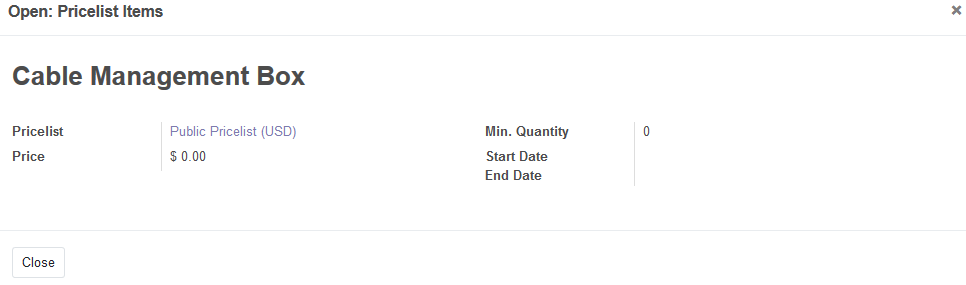 Open: Pricelist Items ×
Cable Management Box
Pricelist Public Pricelist (USD) Min. Quantity 0
Price $ 0.00 Start Date
End Date
Close